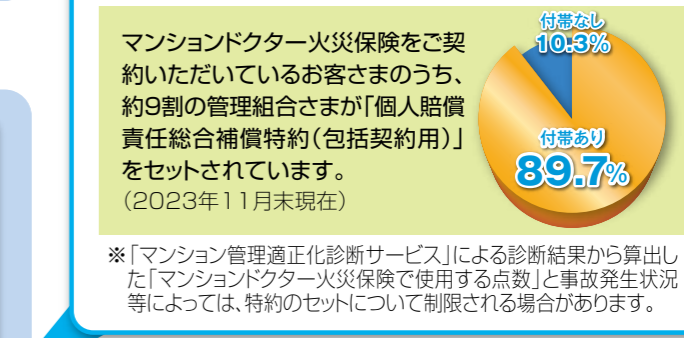 マンションドクター火災保険をご契
約いただいているお客さまのうち、
約9割の管理組合さまが「個人賠償
責任総合補償特約(包括契約用)」
をセットされています。
(2023年11月末現在)
付帯なし
10.3%
付帯あり
89.7%
※「マンション管理適正化診断サービス」による診断結果から算出し
た「マンションドクター火災保険で使用する点数」と事故発生状況
等によっては、特約のセットについて制限される場合があります。